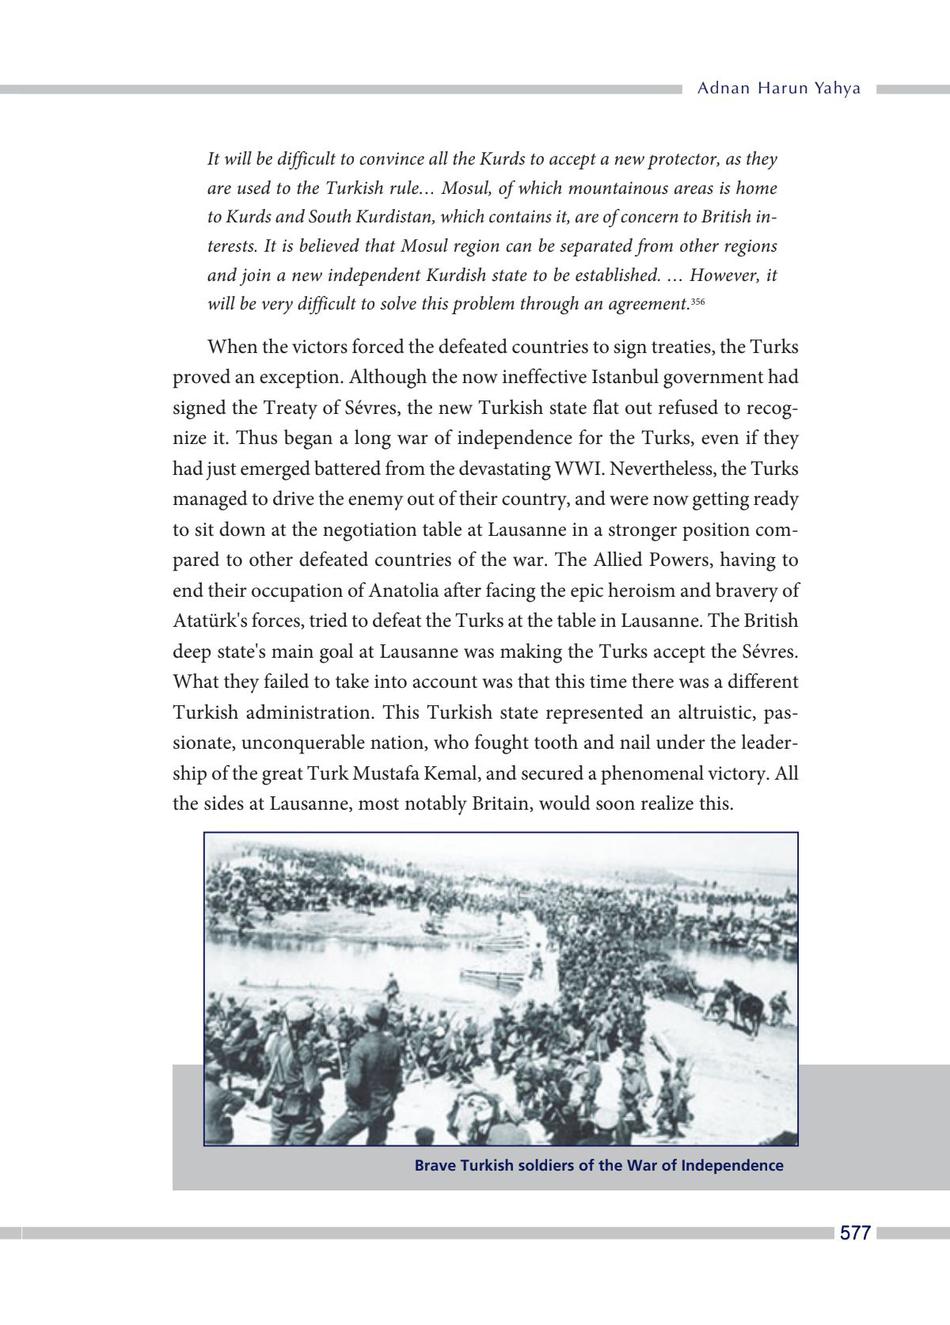 Adnan Harun Yahya
It will be difficult to convince all the Kurds to accept a new protector, as they
are used to the Turkish rule… Mosul, of which mountainous areas is home
to Kurds and South Kurdistan, which contains it, are of concern to British in-
terests. It is believed that Mosul region can be separated from other regions
and join a new independent Kurdish state to be established. … However, it
will be very difficult to solve this problem through an agreement.356
When the victors forced the defeated countries to sign treaties, the Turks
proved an exception. Although the now ineffective Istanbul government had
signed the Treaty of Sévres, the new Turkish state flat out refused to recog-
nize it. Thus began a long war of independence for the Turks, even if they
had just emerged battered from the devastating WWI. Nevertheless, the Turks
managed to drive the enemy out of their country, and were now getting ready
to sit down at the negotiation table at Lausanne in a stronger position com-
pared to other defeated countries of the war. The Allied Powers, having to
end their occupation of Anatolia after facing the epic heroism and bravery of
Atatürk's forces, tried to defeat the Turks at the table in Lausanne. The British
deep state's main goal at Lausanne was making the Turks accept the Sévres.
What they failed to take into account was that this time there was a different
Turkish administration. This Turkish state represented an altruistic, pas-
sionate, unconquerable nation, who fought tooth and nail under the leader-
ship of the great Turk Mustafa Kemal, and secured a phenomenal victory. All
the sides at Lausanne, most notably Britain, would soon realize this.
Brave Turkish soldiers of the War of Independence
577